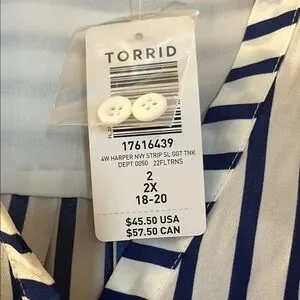 TORRID
17616439
4W HARPER NVY STRIP SL GGT TNK
DEPT 0050 22FLTRNS
2
2X
18-20
$45.50 USA
$57.50 CAN